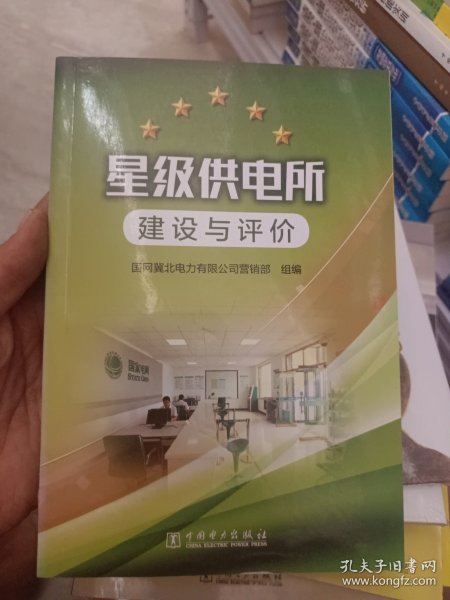 星级供电所
建设与评价
国网冀北电力有限公司营销部 组编
国家电网
STATE GRID
中国电力出版社
CHINA ELECTRIC POWER PRESS
孔夫子旧书网
www.kongfz.com